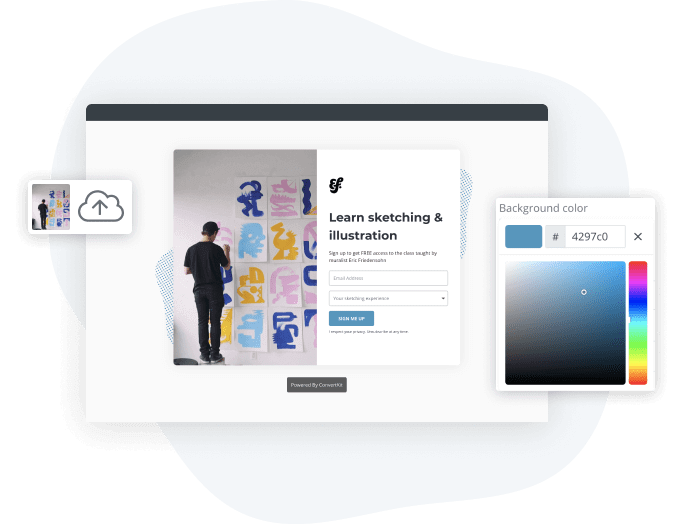 Learn sketching &
illustration
Sign up to get FREE access to the class taught by
muralist Eric Friedensohn
Email Address
Your sketching experience
SIGN ME UP
I respect your privacy. Unsubscribe at any time.
Powered By ConvertKit
Background color
# 4297c0